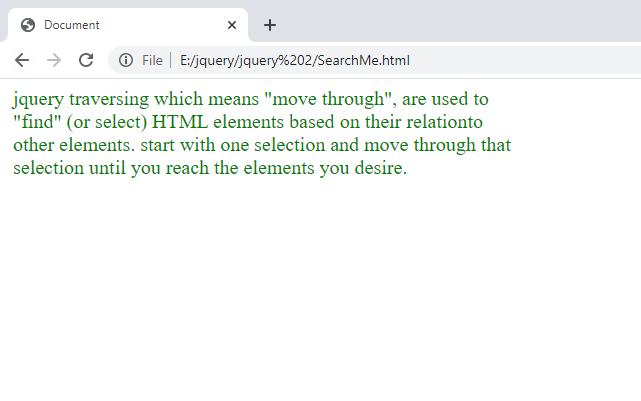 Document
File E:/jquery/jquery%202/SearchMe.html
jquery traversing which means "move through", are used to
"find" (or select) HTML elements based on their relationto
other elements. start with one selection and move through that
selection until you reach the elements you desire.